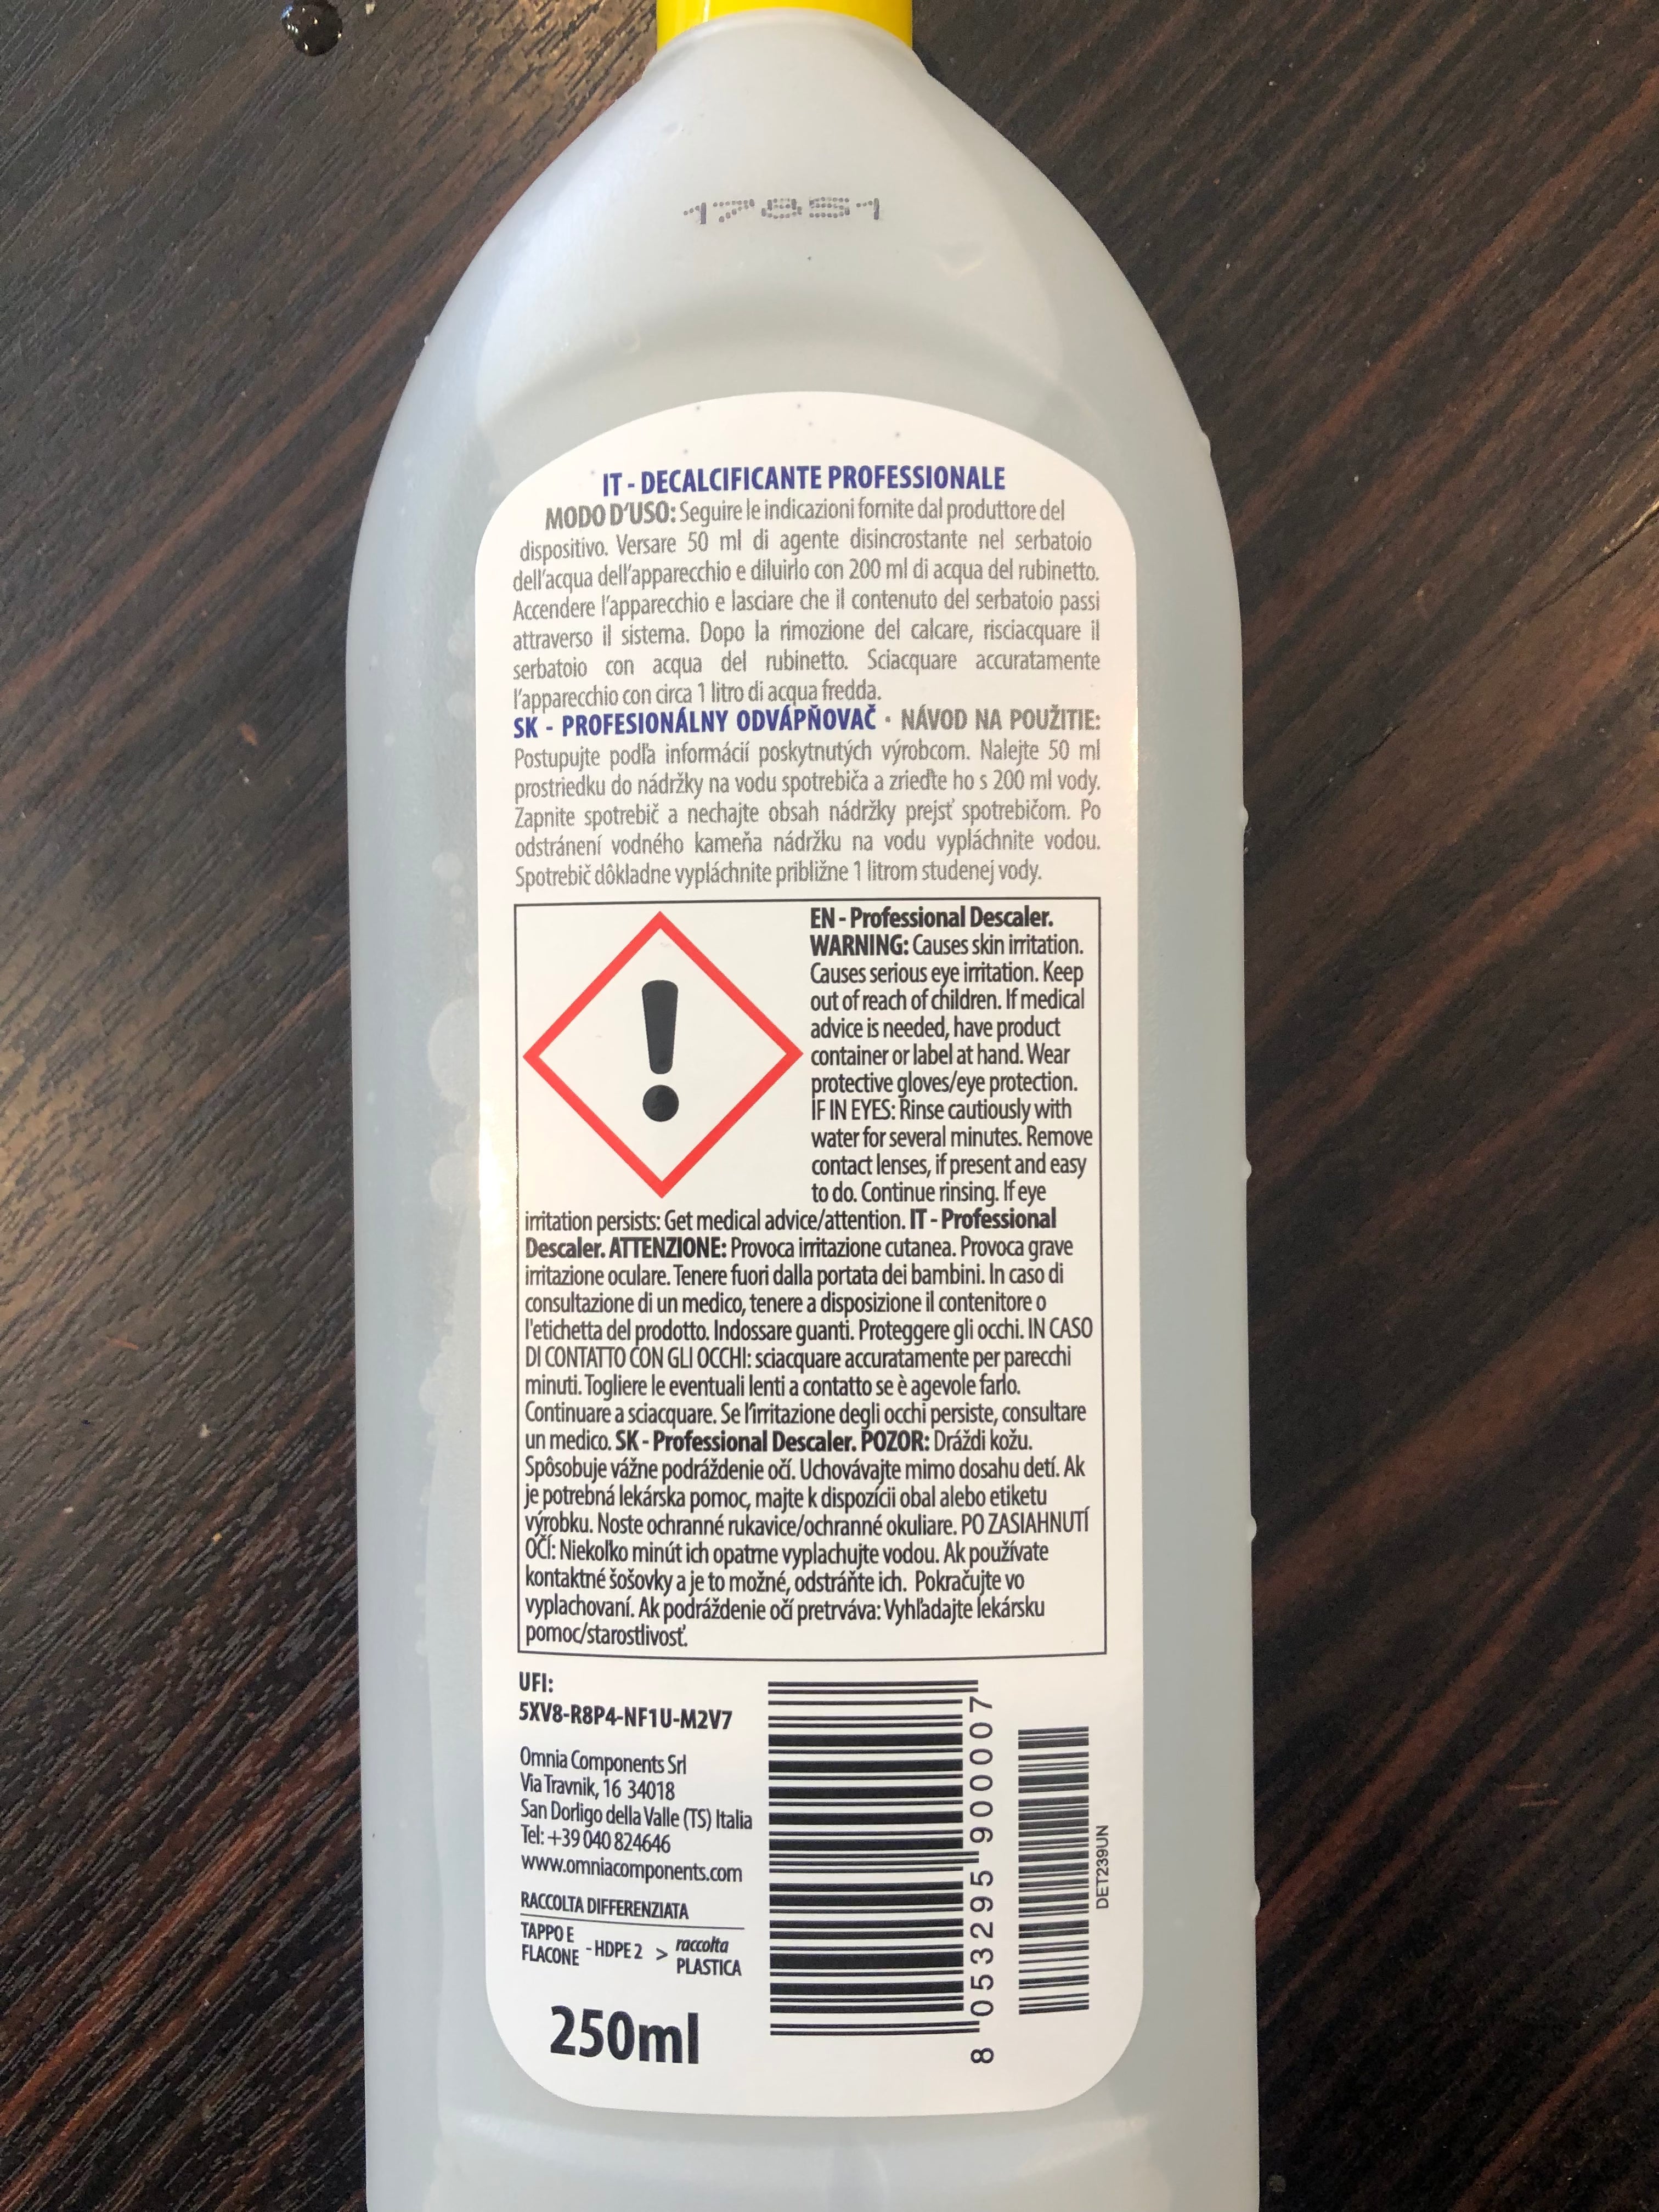 17851
IT - DECALCIFICANTE PROFESSIONALE
MODO D'USO: Seguire le indicazioni fornite dal produttore del
dispositivo. Versare 50 ml di agente disincrostante nel serbatoio
dell'acqua dell'apparecchio e diluirlo con 200 ml di acqua del rubinetto.
Accendere l'apparecchio e lasciare che il contenuto del serbatoio passi
attraverso il sistema. Dopo la rimozione del calcare, risciacquare il
serbatoio con acqua del rubinetto. Sciacquare accuratamente
l'apparecchio con circa 1 litro di acqua fredda.
SK - PROFESIONÁLNY ODVÁPŇOVAČ · NÁVOD NA POUŽITIE:
Postupujte podľa informácií poskytnutých výrobcom. Nalejte 50 ml
prostriedku do nádržky na vodu spotrebiča a zrieďte ho s 200 ml vody.
Zapnite spotrebič a nechajte obsah nádržky prejsť spotrebičom. Po
odstránení vodného kameňa nádržku na vodu vypláchnite vodou.
Spotrebič dôkladne vypláchnite približne 1 litrom studenej vody.
EN - Professional Descaler.
WARNING: Causes skin irritation.
Causes serious eye irritation. Keep
out of reach of children. If medical
advice is needed, have product
container or label at hand. Wear
protective gloves/eye protection.
IF IN EYES: Rinse cautiously with
water for several minutes. Remove
contact lenses, if present and easy
to do. Continue rinsing. If eye
irritation persists: Get medical advice/attention. IT - Professional
Descaler. ATTENZIONE: Provoca irritazione cutanea. Provoca grave
irritazione oculare. Tenere fuori dalla portata dei bambini. In caso di
consultazione di un medico, tenere a disposizione il contenitore o
l'etichetta del prodotto. Indossare guanti. Proteggere gli occhi. IN CASO
DI CONTATTO CON GLI OCCHI: sciacquare accuratamente per parecchi
minuti. Togliere le eventuali lenti a contatto se è agevole farlo.
Continuare a sciacquare. Se l'irritazione degli occhi persiste, consultare
un medico. SK - Professional Descaler. POZOR: Dráždi kožu.
Spôsobuje vážne podráždenie očí. Uchovávajte mimo dosahu detí. Ak
je potrebná lekárska pomoc, majte k dispozícii obal alebo etiketu
výrobku. Noste ochranné rukavice/ochranné okuliare. PO ZASIAHNUTÍ
OČÍ: Niekoľko minút ich opatrne vyplachujte vodou. Ak používate
kontaktné šošovky a je to možné, odstráňte ich. Pokračujte vo
vyplachovaní. Ak podráždenie očí pretrváva: Vyhľadajte lekársku
pomoc/starostlivosť.
UFI:
5XV8-R8P4-NF1U-M2V7
Omnia Components Srl
Via Travnik, 16 34018
San Dorligo della Valle (TS) Italia
Tel: +39 040 824646
www.omniacomponents.com
RACCOLTA DIFFERENZIATA
TAPPO E
FLACONE - HDPE 2 > raccolta
PLASTICA
250ml
8 053295 900007
DET239UN